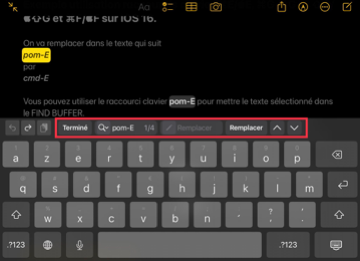 Aa
⌘⇧G et ⌘F/⌘F sur iOS 16.
On va remplacer dans le texte qui suit
pom-E
par
cmd-E
Vous pouvez utiliser le raccourci clavier pom-E pour mettre le texte sélectionné dans
le FIND BUFFER.
Terminé pom-E 1/4 Remplacer Remplacer
a z e r t y u i o p
q s d f g h j k l m
w x c v b n ? ! . ,
.?123 .?123